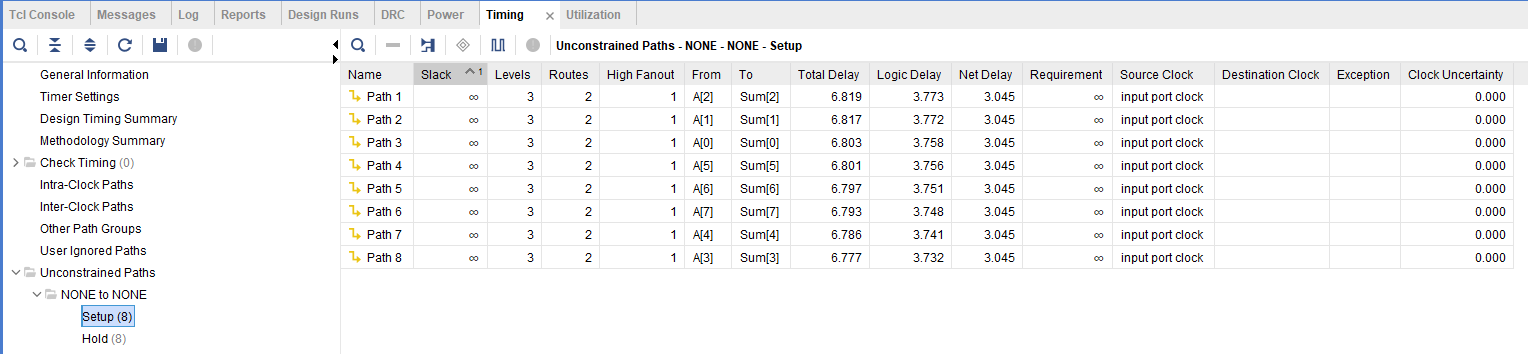 Tcl Console Messages Log Reports Design Runs DRC Power Timing × Utilization
Unconstrained Paths - NONE - NONE - Setup
General Information
Timer Settings
Design Timing Summary
Methodology Summary
Check Timing (0)
Intra-Clock Paths
Inter-Clock Paths
Other Path Groups
User Ignored Paths
Unconstrained Paths
NONE to NONE
Setup (8)
Hold (8)
Name Slack 1 Levels Routes High Fanout From To Total Delay Logic Delay Net Delay Requirement Source Clock Destination Clock Exception Clock Uncertainty
Path 1 ∞ 3 2 1 A[2] Sum[2] 6.819 3.773 3.045 ∞ input port clock 0.000
Path 2 ∞ 3 2 1 A[1] Sum[1] 6.817 3.772 3.045 ∞ input port clock 0.000
Path 3 ∞ 3 2 1 A[0] Sum[0] 6.803 3.758 3.045 ∞ input port clock 0.000
Path 4 ∞ 3 2 1 A[5] Sum[5] 6.801 3.756 3.045 ∞ input port clock 0.000
Path 5 ∞ 3 2 1 A[6] Sum[6] 6.797 3.751 3.045 ∞ input port clock 0.000
Path 6 ∞ 3 2 1 A[7] Sum[7] 6.793 3.748 3.045 ∞ input port clock 0.000
Path 7 ∞ 3 2 1 A[4] Sum[4] 6.786 3.741 3.045 ∞ input port clock 0.000
Path 8 ∞ 3 2 1 A[3] Sum[3] 6.777 3.732 3.045 ∞ input port clock 0.000